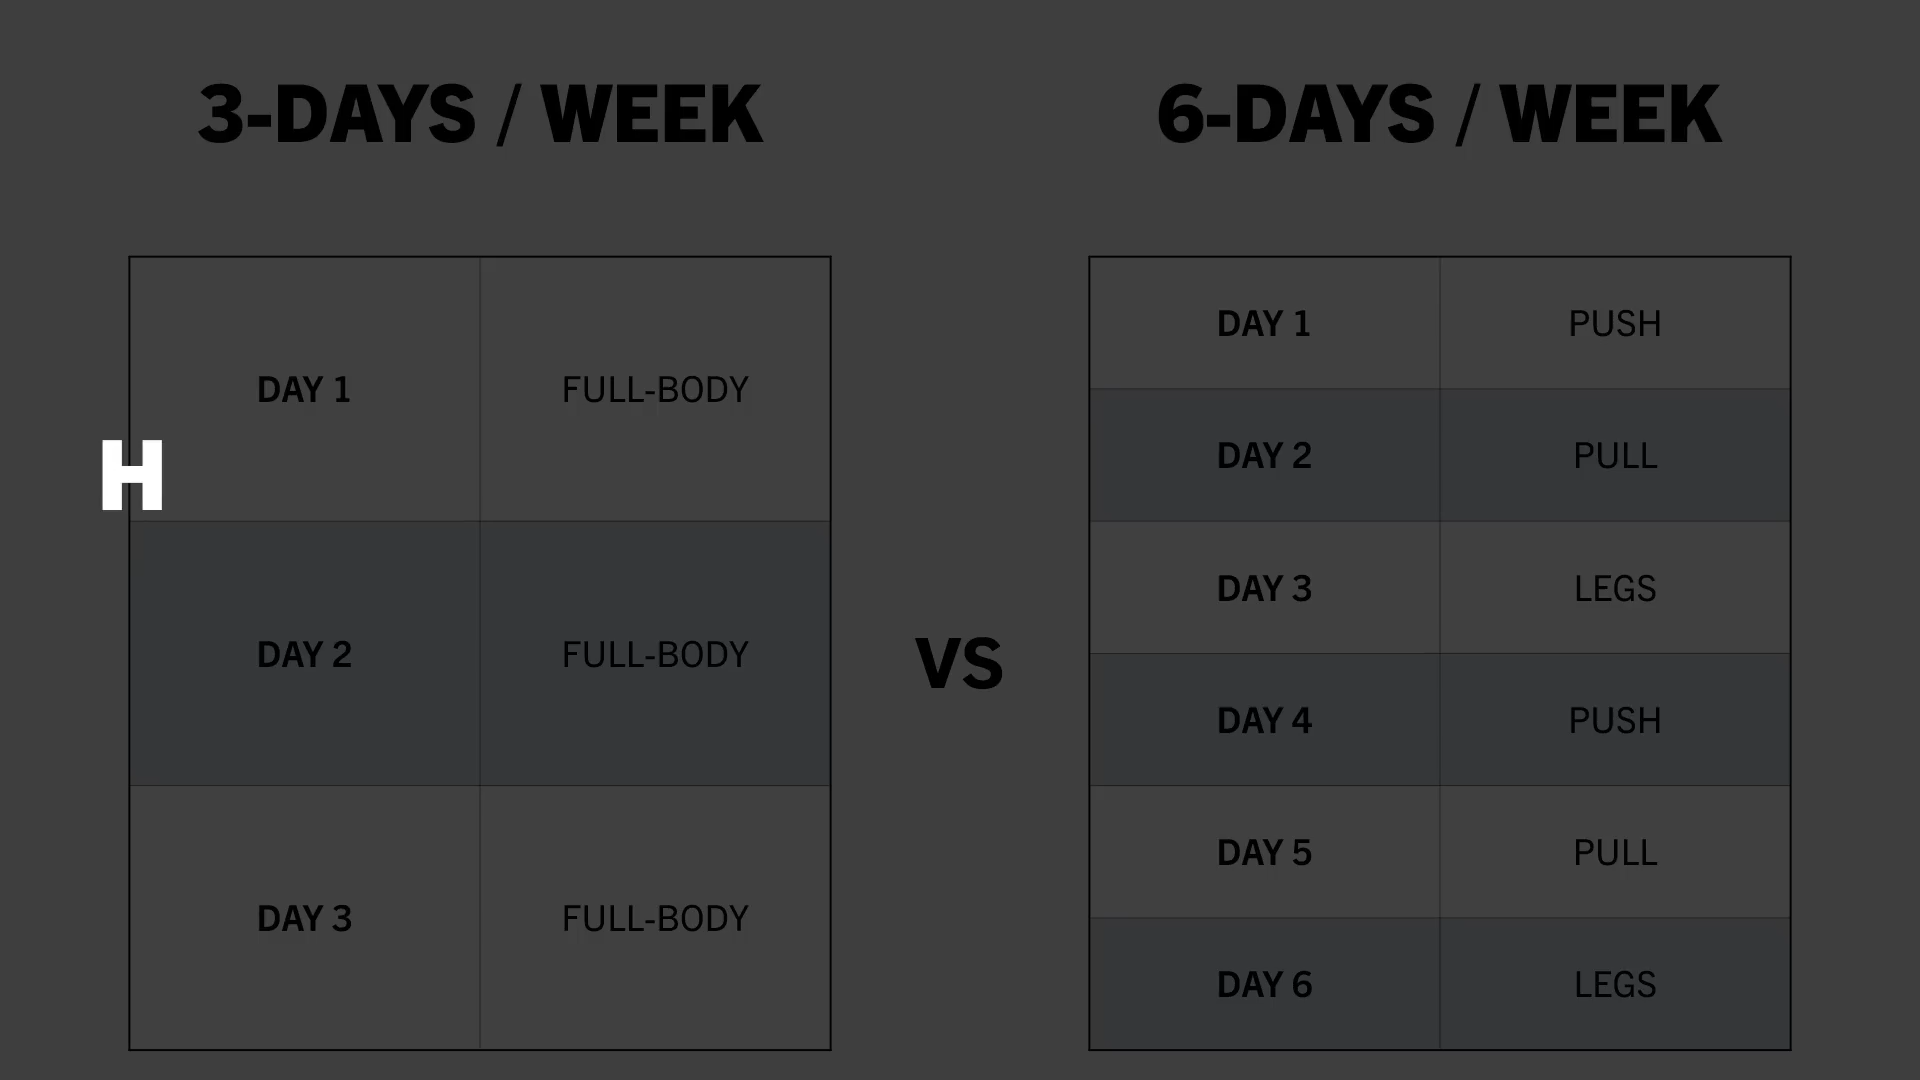 3-DAYS / WEEK
DAY 1 FULL-BODY
H
DAY 2 FULL-BODY
DAY 3 FULL-BODY
VS
6-DAYS / WEEK
DAY 1 PUSH
DAY 2 PULL
DAY 3 LEGS
DAY 4 PUSH
DAY 5 PULL
DAY 6 LEGS